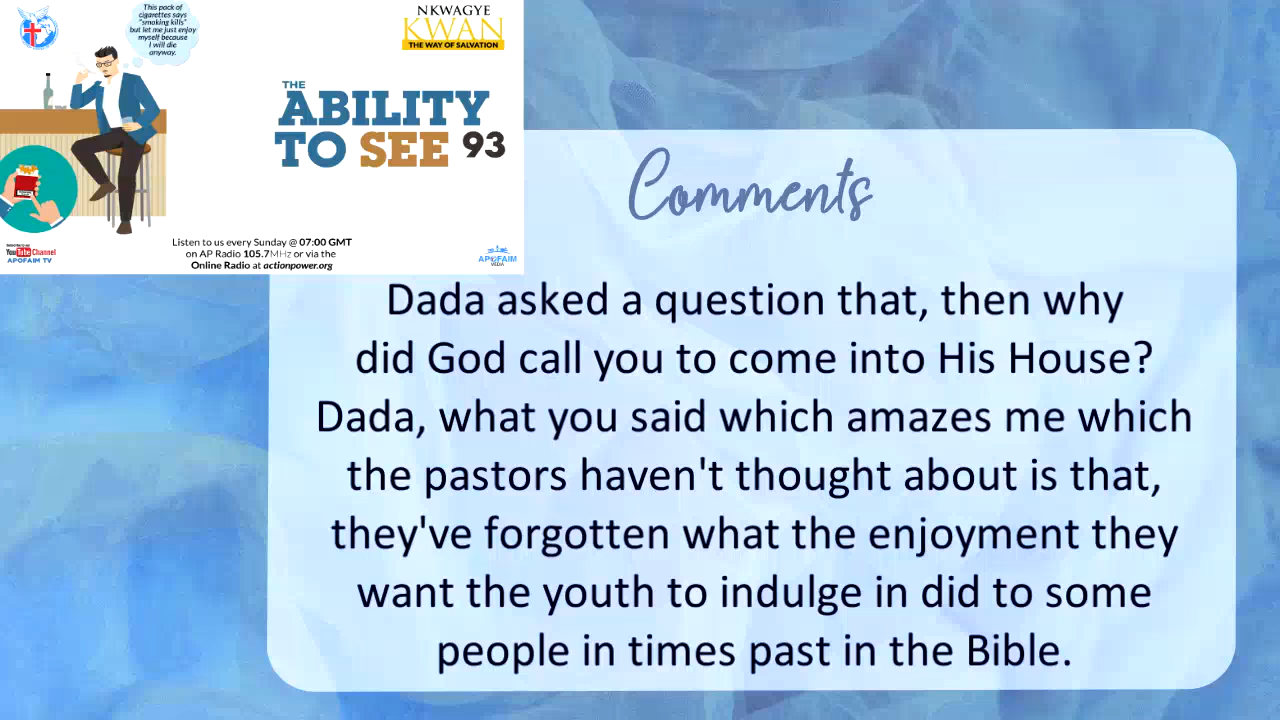 This pack of
cigarettes says
"smoking kills"
but let me just enjoy
myself because
I will die
anyway.
NKWAGYE
KWAN
THE WAY OF SALVATION
THE
ABILITY
TO SEE 93
YouTube Channel
APOFAIM TV
Listen to us every Sunday @ 07:00 GMT
on AP Radio 105.7MHz or via the
Online Radio at actionpower.org
APOFAIM
MEDIA
Comments
Dada asked a question that, then why
did God call you to come into His House?
Dada, what you said which amazes me which
the pastors haven't thought about is that,
they've forgotten what the enjoyment they
want the youth to indulge in did to some
people in times past in the Bible.